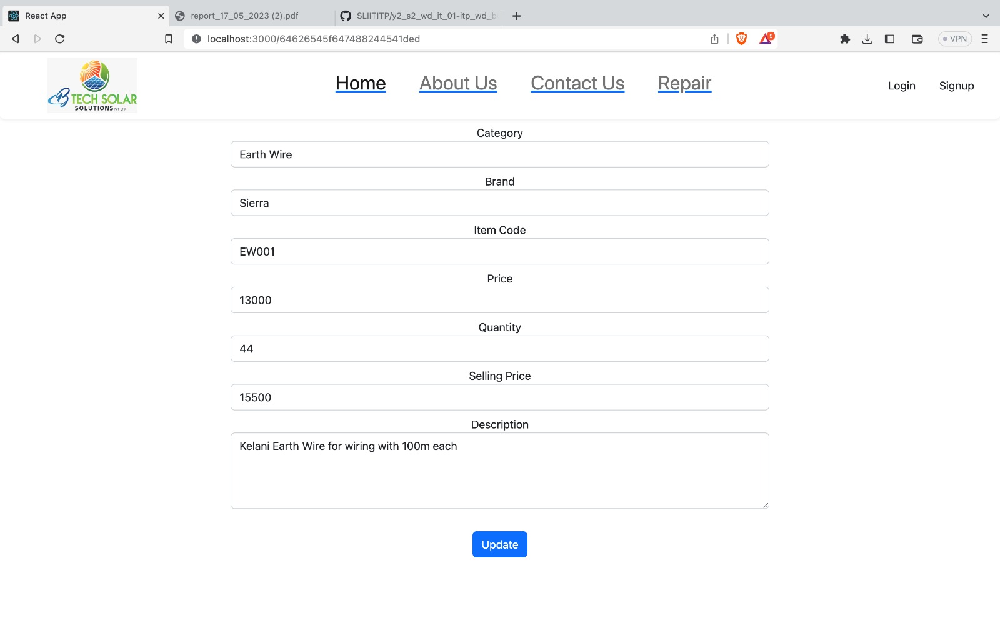 React App
report_17_05_2023 (2).pdf
SLIITITP/y2_s2_wd_it_01-itp_wd_b
localhost:3000/64626545f647488244541ded
5
VPN
B TECH SOLAR
SOLUTIONS PVT LTD
Home
About Us
Contact Us
Repair
Login
Signup
Category
Earth Wire
Brand
Sierra
Item Code
EW001
Price
13000
Quantity
44
Selling Price
15500
Description
Kelani Earth Wire for wiring with 100m each
Update